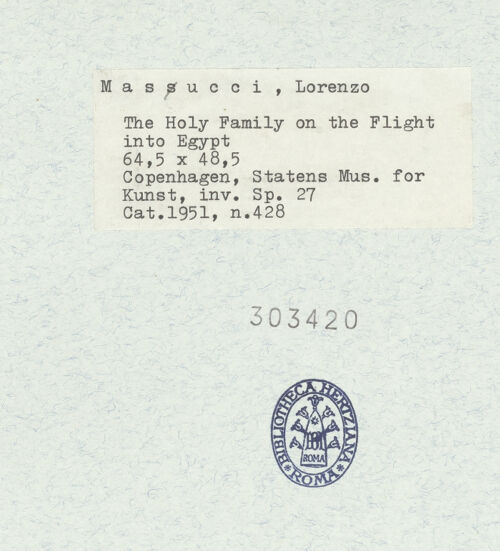 Massucci, Lorenzo
The Holy Family on the Flight
into Egypt
64,5 x 48,5
Copenhagen, Statens Mus. for
Kunst, inv. Sp. 27
Cat.1951, n.428
303420
BIBLIOTHECA HERTZIANA
ROMA
ROMA